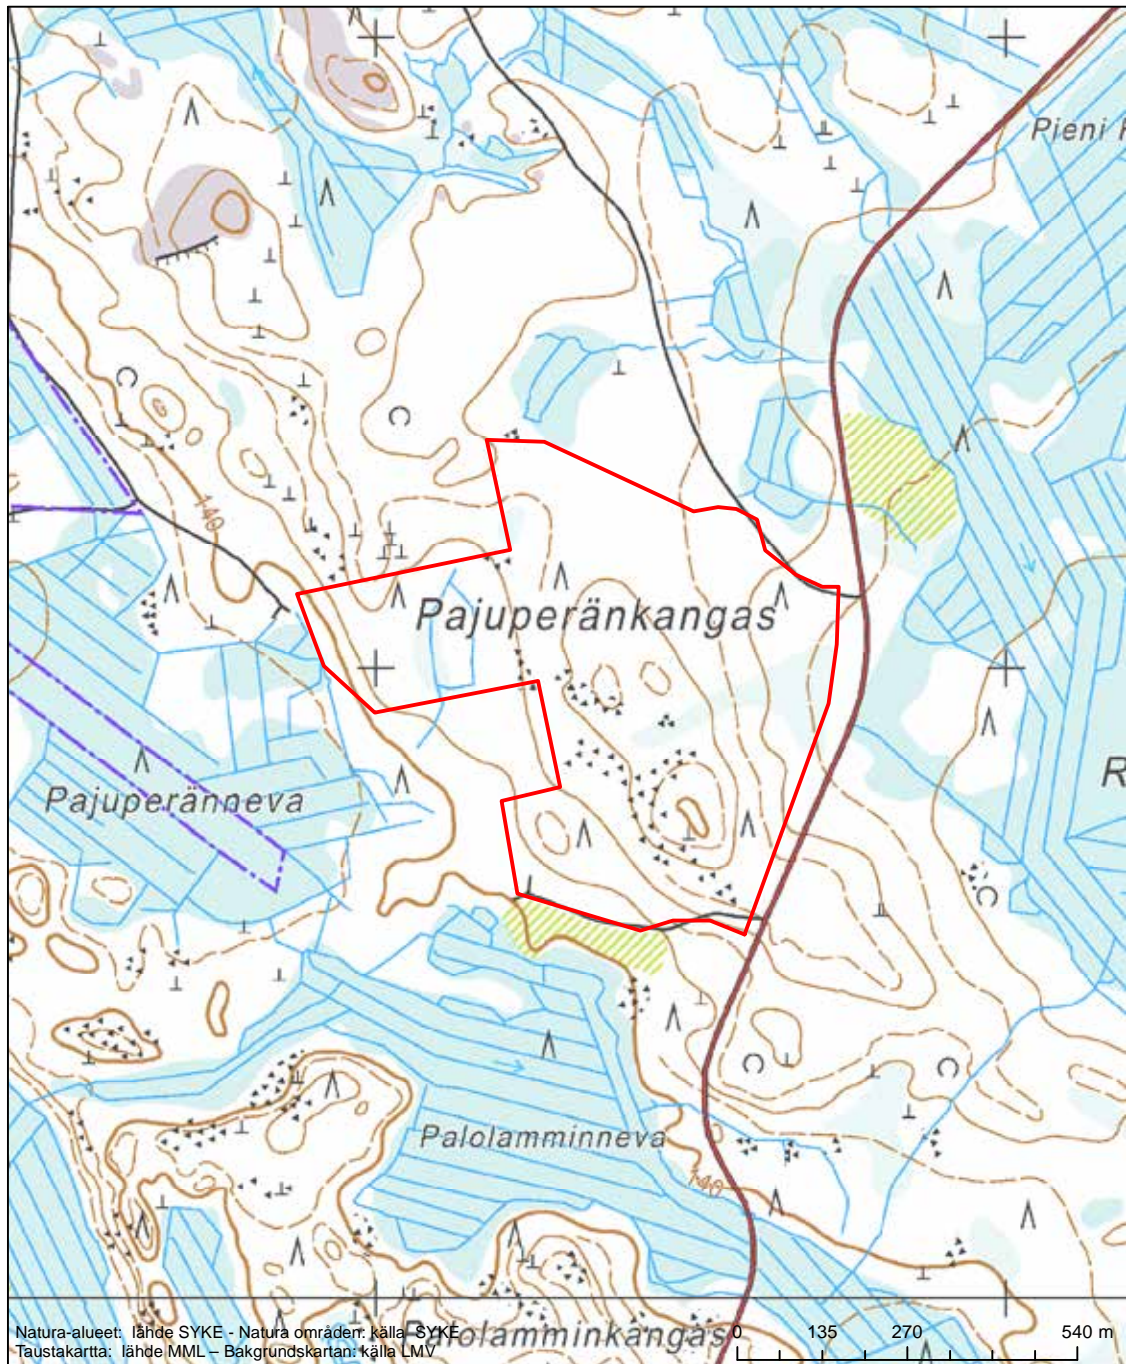 Pieni
140
Pajuperänkangas
Pajuperänneva
R
Palolamminneva
140
Palolamminkangas
0 135 270 540 m
Natura-alueet: lähde SYKE - Natura områden: källa SYKE
Taustakartta: lähde MML – Bakgrundskartan: källa LMV